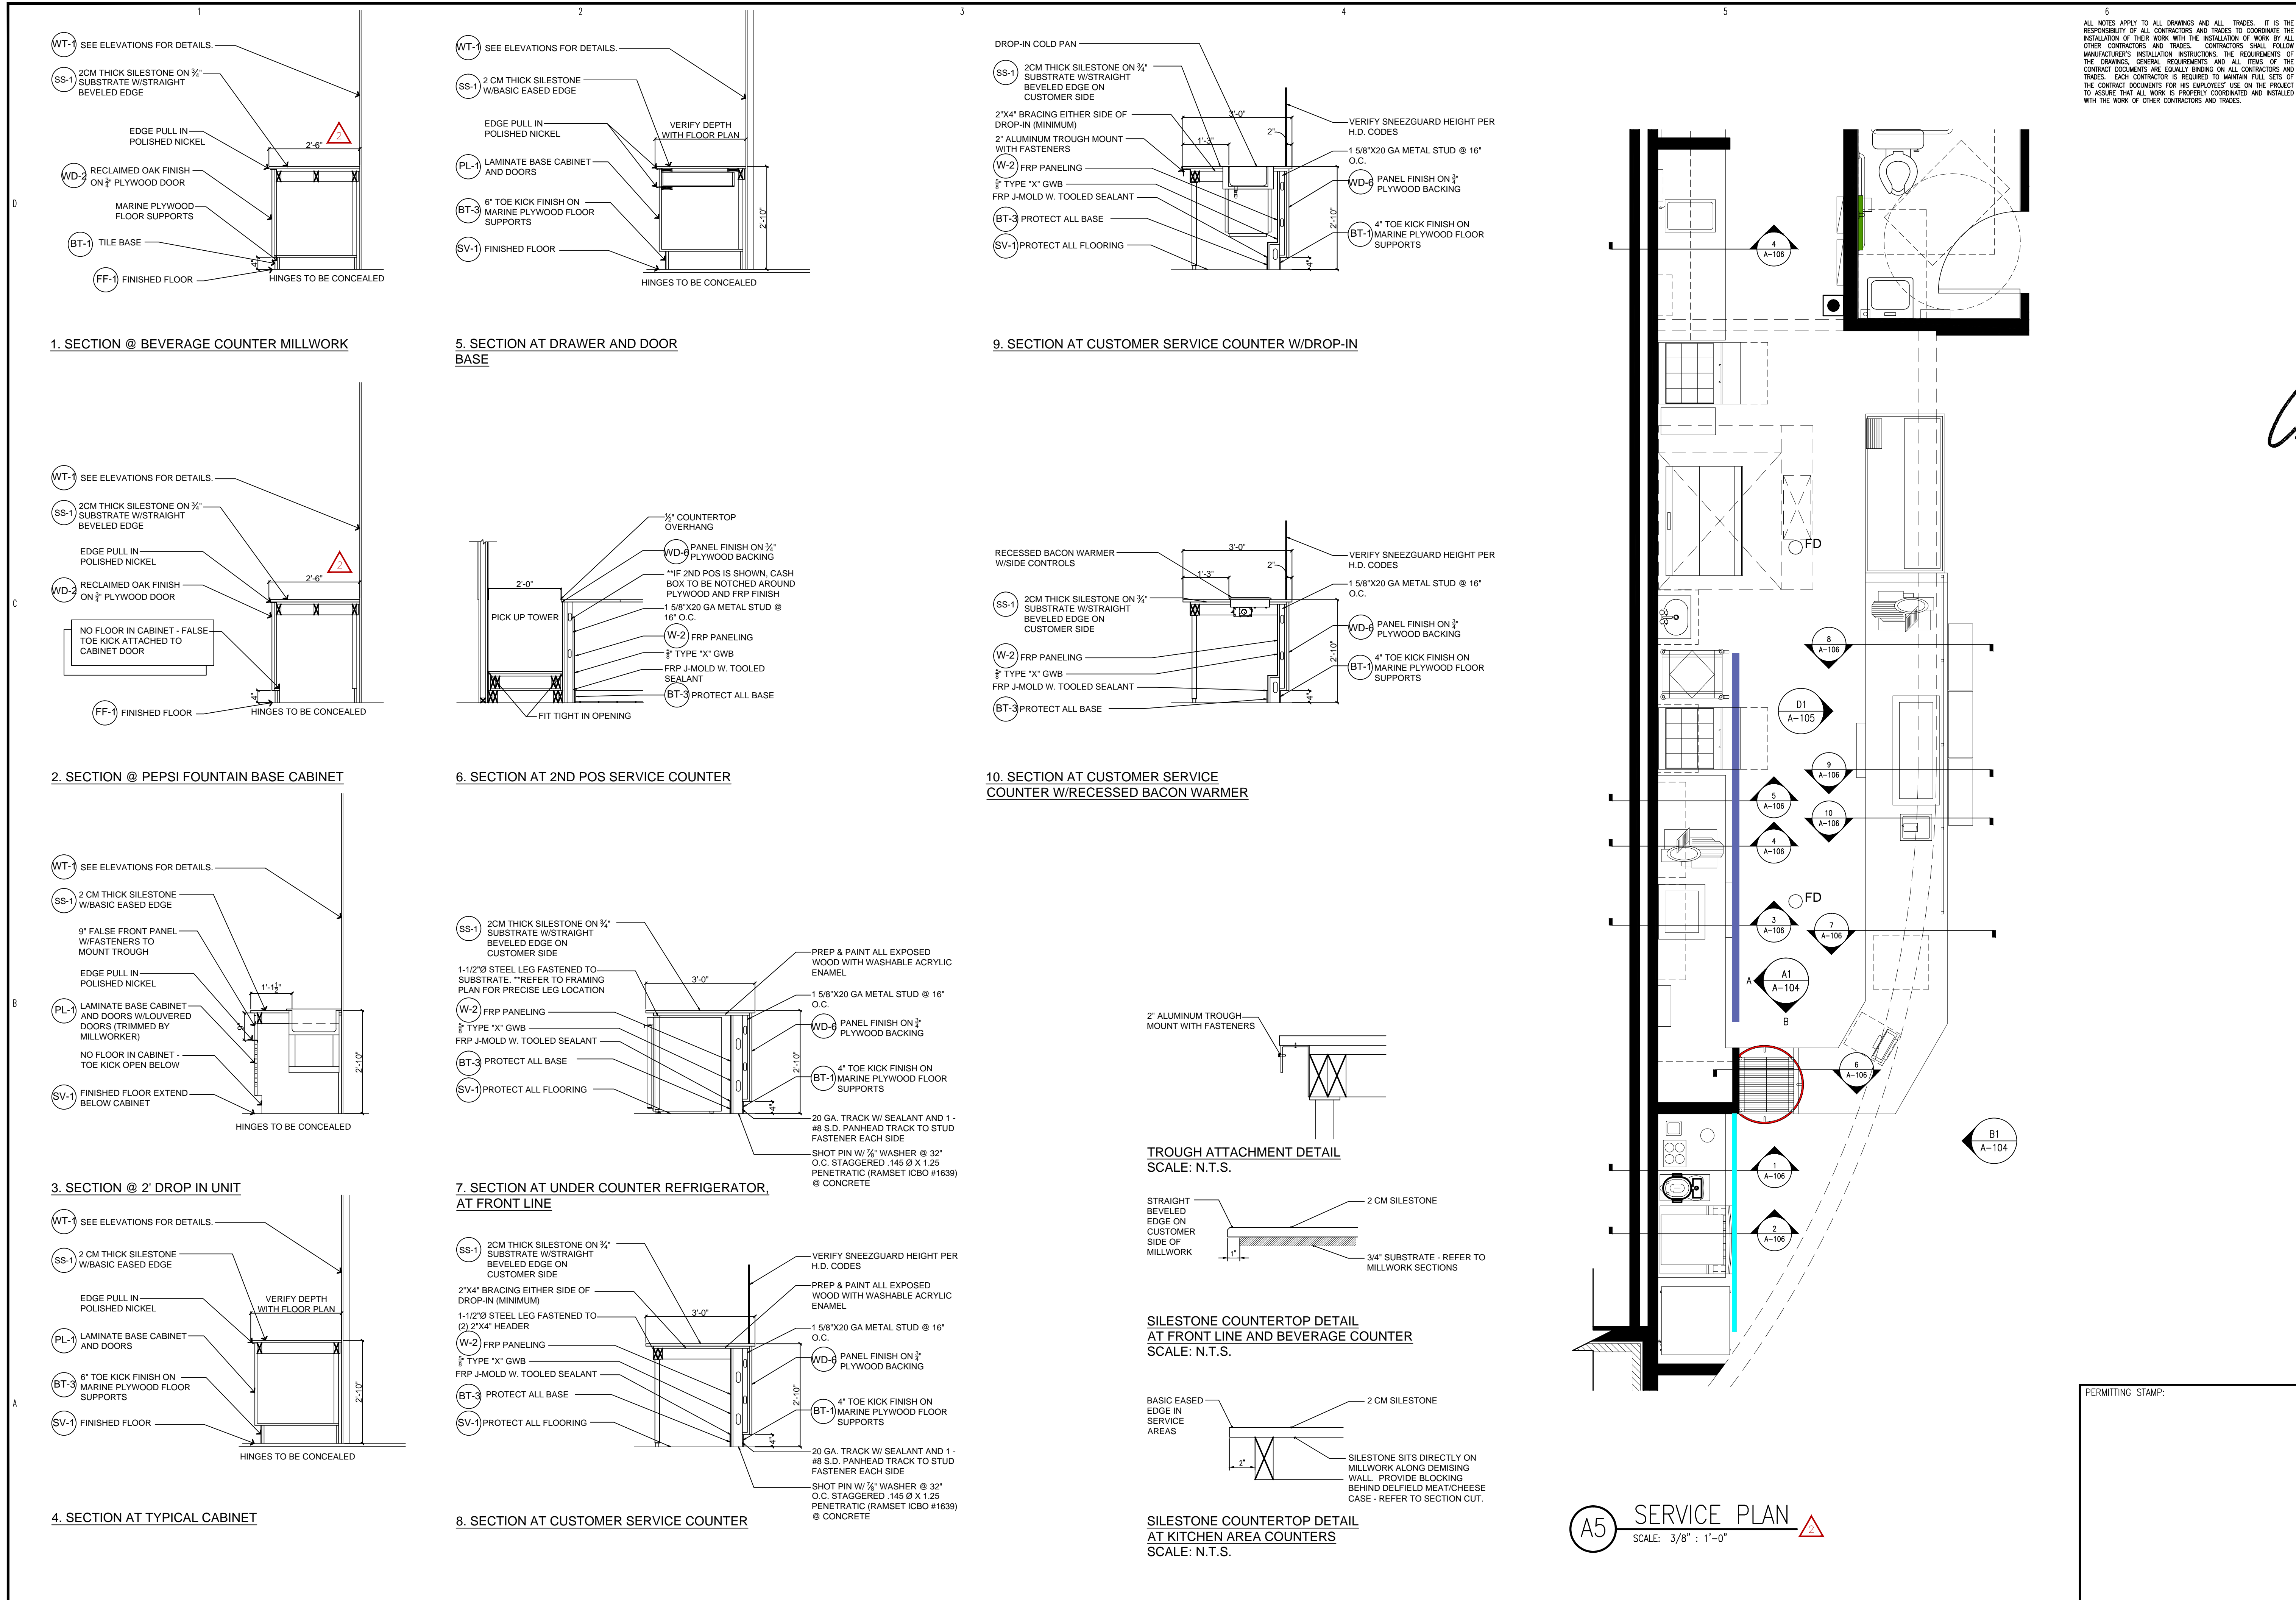 1
2
3
4
5
6
ALL NOTES APPLY TO ALL DRAWINGS AND ALL TRADES. IT IS THE
RESPONSIBILITY OF ALL CONTRACTORS AND TRADES TO COORDINATE THE
INSTALLATION OF THEIR WORK WITH THE INSTALLATION OF WORK BY ALL
OTHER CONTRACTORS AND TRADES. CONTRACTORS SHALL FOLLOW
MANUFACTURER'S INSTALLATION INSTRUCTIONS. THE REQUIREMENTS OF
THE DRAWINGS, GENERAL REQUIREMENTS AND ALL ITEMS OF THE
CONTRACT DOCUMENTS ARE EQUALLY BINDING ON ALL CONTRACTORS AND
TRADES. EACH CONTRACTOR IS REQUIRED TO MAINTAIN FULL SETS OF
THE CONTRACT DOCUMENTS FOR HIS EMPLOYEES' USE ON THE PROJECT
TO ASSURE THAT ALL WORK IS PROPERLY COORDINATED AND INSTALLED
WITH THE WORK OF OTHER CONTRACTORS AND TRADES.
D
C
B
A
WT-1 SEE ELEVATIONS FOR DETAILS.
SS-1 2CM THICK SILESTONE ON ¾"
SUBSTRATE W/STRAIGHT
BEVELED EDGE
EDGE PULL IN
POLISHED NICKEL
2
2'-6"
WD-2 RECLAIMED OAK FINISH
ON ¾" PLYWOOD DOOR
MARINE PLYWOOD
FLOOR SUPPORTS
BT-1 TILE BASE
4"
FF-1 FINISHED FLOOR
HINGES TO BE CONCEALED
1. SECTION @ BEVERAGE COUNTER MILLWORK
WT-1 SEE ELEVATIONS FOR DETAILS.
SS-1 2CM THICK SILESTONE ON ¾"
SUBSTRATE W/STRAIGHT
BEVELED EDGE
EDGE PULL IN
POLISHED NICKEL
2
2'-6"
WD-2 RECLAIMED OAK FINISH
ON ¾" PLYWOOD DOOR
NO FLOOR IN CABINET - FALSE
TOE KICK ATTACHED TO
CABINET DOOR
4"
FF-1 FINISHED FLOOR
HINGES TO BE CONCEALED
2. SECTION @ PEPSI FOUNTAIN BASE CABINET
WT-1 SEE ELEVATIONS FOR DETAILS.
SS-1 2 CM THICK SILESTONE
W/BASIC EASED EDGE
9" FALSE FRONT PANEL
W/FASTENERS TO
MOUNT TROUGH
EDGE PULL IN
POLISHED NICKEL
1'-1½"
PL-1 LAMINATE BASE CABINET
AND DOORS W/LOUVERED
DOORS (TRIMMED BY
MILLWORKER)
9"
NO FLOOR IN CABINET -
TOE KICK OPEN BELOW
2'-10"
SV-1 FINISHED FLOOR EXTEND
BELOW CABINET
HINGES TO BE CONCEALED
3. SECTION @ 2' DROP IN UNIT
WT-1 SEE ELEVATIONS FOR DETAILS.
SS-1 2 CM THICK SILESTONE
W/BASIC EASED EDGE
EDGE PULL IN
POLISHED NICKEL
VERIFY DEPTH
WITH FLOOR PLAN
PL-1 LAMINATE BASE CABINET
AND DOORS
BT-3 6" TOE KICK FINISH ON
MARINE PLYWOOD FLOOR
SUPPORTS
2'-10"
SV-1 FINISHED FLOOR
HINGES TO BE CONCEALED
4. SECTION AT TYPICAL CABINET
WT-1 SEE ELEVATIONS FOR DETAILS.
SS-1 2 CM THICK SILESTONE
W/BASIC EASED EDGE
EDGE PULL IN
POLISHED NICKEL
VERIFY DEPTH
WITH FLOOR PLAN
PL-1 LAMINATE BASE CABINET
AND DOORS
BT-3 6" TOE KICK FINISH ON
MARINE PLYWOOD FLOOR
SUPPORTS
2'-10"
SV-1 FINISHED FLOOR
HINGES TO BE CONCEALED
5. SECTION AT DRAWER AND DOOR
BASE
½" COUNTERTOP
OVERHANG
WD-6 PANEL FINISH ON ¾"
PLYWOOD BACKING
**IF 2ND POS IS SHOWN, CASH
BOX TO BE NOTCHED AROUND
PLYWOOD AND FRP FINISH
2'-0"
PICK UP TOWER
1 5/8"X20 GA METAL STUD @
16" O.C.
W-2 FRP PANELING
⅝" TYPE "X" GWB
FRP J-MOLD W. TOOLED
SEALANT
BT-3 PROTECT ALL BASE
FIT TIGHT IN OPENING
6. SECTION AT 2ND POS SERVICE COUNTER
SS-1 2CM THICK SILESTONE ON ¾"
SUBSTRATE W/STRAIGHT
BEVELED EDGE ON
CUSTOMER SIDE
1-1/2"Ø STEEL LEG FASTENED TO
SUBSTRATE. **REFER TO FRAMING
PLAN FOR PRECISE LEG LOCATION
W-2 FRP PANELING
⅝" TYPE "X" GWB
FRP J-MOLD W. TOOLED SEALANT
BT-3 PROTECT ALL BASE
SV-1 PROTECT ALL FLOORING
3'-0"
2'-10"
4"
PREP & PAINT ALL EXPOSED
WOOD WITH WASHABLE ACRYLIC
ENAMEL
1 5/8"X20 GA METAL STUD @ 16"
O.C.
WD-6 PANEL FINISH ON ¾"
PLYWOOD BACKING
BT-1 4" TOE KICK FINISH ON
MARINE PLYWOOD FLOOR
SUPPORTS
20 GA. TRACK W/ SEALANT AND 1 -
#8 S.D. PANHEAD TRACK TO STUD
FASTENER EACH SIDE
SHOT PIN W/ ⅞" WASHER @ 32"
O.C. STAGGERED .145 Ø X 1.25
PENETRATIC (RAMSET ICBO #1639)
@ CONCRETE
7. SECTION AT UNDER COUNTER REFRIGERATOR,
AT FRONT LINE
SS-1 2CM THICK SILESTONE ON ¾"
SUBSTRATE W/STRAIGHT
BEVELED EDGE ON
CUSTOMER SIDE
2"X4" BRACING EITHER SIDE OF
DROP-IN (MINIMUM)
1-1/2"Ø STEEL LEG FASTENED TO
(2) 2"X4" HEADER
W-2 FRP PANELING
⅝" TYPE "X" GWB
FRP J-MOLD W. TOOLED SEALANT
BT-3 PROTECT ALL BASE
SV-1 PROTECT ALL FLOORING
3'-0"
2'-10"
4"
VERIFY SNEEZGUARD HEIGHT PER
H.D. CODES
PREP & PAINT ALL EXPOSED
WOOD WITH WASHABLE ACRYLIC
ENAMEL
1 5/8"X20 GA METAL STUD @ 16"
O.C.
WD-6 PANEL FINISH ON ¾"
PLYWOOD BACKING
BT-1 4" TOE KICK FINISH ON
MARINE PLYWOOD FLOOR
SUPPORTS
20 GA. TRACK W/ SEALANT AND 1 -
#8 S.D. PANHEAD TRACK TO STUD
FASTENER EACH SIDE
SHOT PIN W/ ⅞" WASHER @ 32"
O.C. STAGGERED .145 Ø X 1.25
PENETRATIC (RAMSET ICBO #1639)
@ CONCRETE
8. SECTION AT CUSTOMER SERVICE COUNTER
DROP-IN COLD PAN
SS-1 2CM THICK SILESTONE ON ¾"
SUBSTRATE W/STRAIGHT
BEVELED EDGE ON
CUSTOMER SIDE
2"X4" BRACING EITHER SIDE OF
DROP-IN (MINIMUM)
2" ALUMINUM TROUGH MOUNT
WITH FASTENERS
W-2 FRP PANELING
⅝" TYPE "X" GWB
FRP J-MOLD W. TOOLED SEALANT
BT-3 PROTECT ALL BASE
SV-1 PROTECT ALL FLOORING
3'-0"
2"
1'-3"
2'-10"
4"
VERIFY SNEEZGUARD HEIGHT PER
H.D. CODES
1 5/8"X20 GA METAL STUD @ 16"
O.C.
WD-6 PANEL FINISH ON ¾"
PLYWOOD BACKING
BT-1 4" TOE KICK FINISH ON
MARINE PLYWOOD FLOOR
SUPPORTS
9. SECTION AT CUSTOMER SERVICE COUNTER W/DROP-IN
RECESSED BACON WARMER
W/SIDE CONTROLS
SS-1 2CM THICK SILESTONE ON ¾"
SUBSTRATE W/STRAIGHT
BEVELED EDGE ON
CUSTOMER SIDE
W-2 FRP PANELING
⅝" TYPE "X" GWB
FRP J-MOLD W. TOOLED SEALANT
BT-3 PROTECT ALL BASE
3'-0"
1'-3"
2"
2'-10"
4"
VERIFY SNEEZGUARD HEIGHT PER
H.D. CODES
1 5/8"X20 GA METAL STUD @ 16"
O.C.
WD-6 PANEL FINISH ON ¾"
PLYWOOD BACKING
BT-1 4" TOE KICK FINISH ON
MARINE PLYWOOD FLOOR
SUPPORTS
10. SECTION AT CUSTOMER SERVICE
COUNTER W/RECESSED BACON WARMER
2" ALUMINUM TROUGH
MOUNT WITH FASTENERS
TROUGH ATTACHMENT DETAIL
SCALE: N.T.S.
STRAIGHT
BEVELED
EDGE ON
CUSTOMER
SIDE OF
MILLWORK
2 CM SILESTONE
1"
3/4" SUBSTRATE - REFER TO
MILLWORK SECTIONS
SILESTONE COUNTERTOP DETAIL
AT FRONT LINE AND BEVERAGE COUNTER
SCALE: N.T.S.
BASIC EASED
EDGE IN
SERVICE
AREAS
2 CM SILESTONE
2"
SILESTONE SITS DIRECTLY ON
MILLWORK ALONG DEMISING
WALL. PROVIDE BLOCKING
BEHIND DELFIELD MEAT/CHEESE
CASE - REFER TO SECTION CUT.
SILESTONE COUNTERTOP DETAIL
AT KITCHEN AREA COUNTERS
SCALE: N.T.S.
4
A-106
FD
8
A-106
D1
A-105
9
A-106
5
A-106
10
A-106
4
A-106
FD
3
A-106
7
A-106
A
A1
A-104
B
6
A-106
B1
A-104
1
A-106
2
A-106
A5
SERVICE PLAN
2
SCALE: 3/8" : 1'-0"
PERMITTING STAMP: